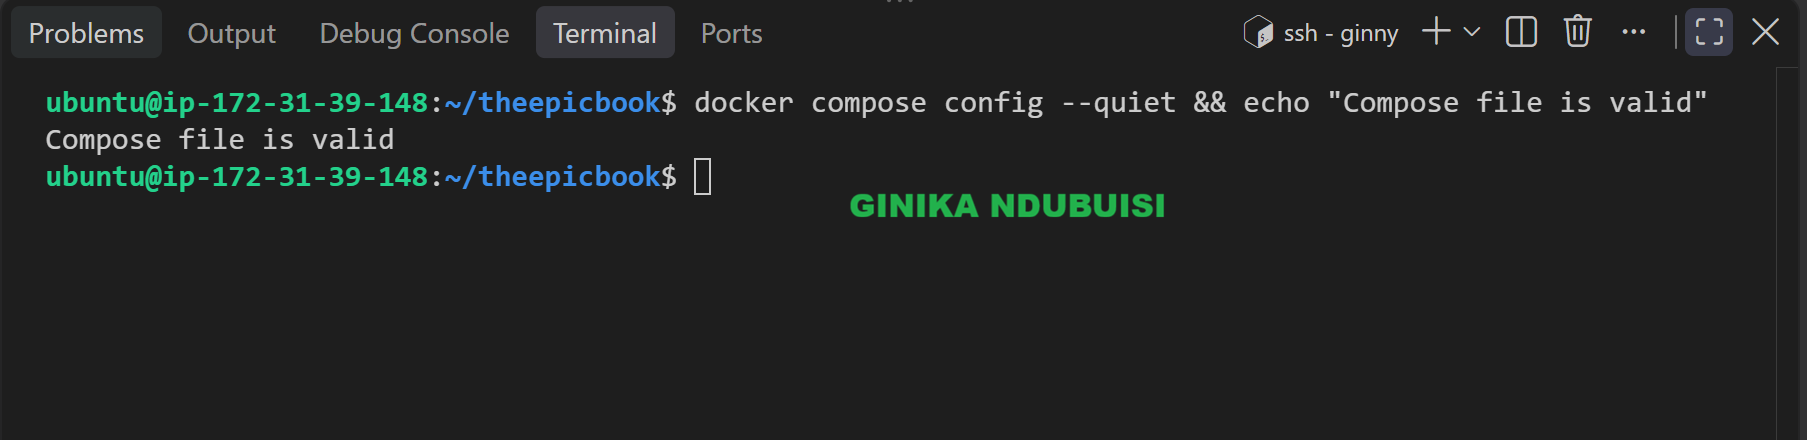 Problems Output Debug Console Terminal Ports ssh - ginny
ubuntu@ip-172-31-39-148:~/theepicbook$ docker compose config --quiet && echo "Compose file is valid"
Compose file is valid
ubuntu@ip-172-31-39-148:~/theepicbook$
GINIKA NDUBUISI